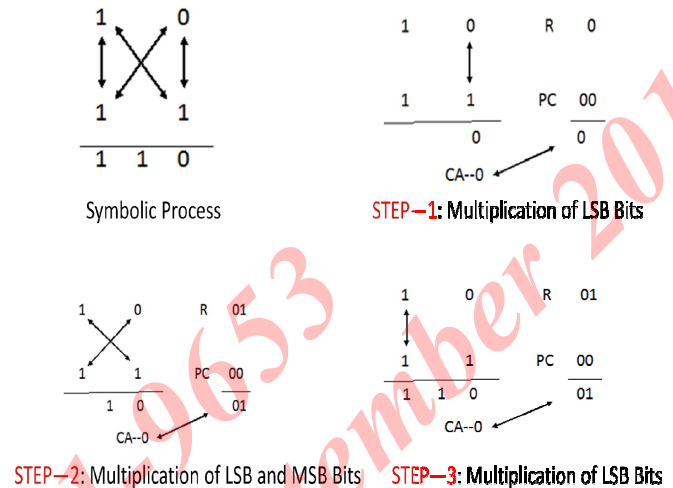 1 0
1 1
1 1 0
Symbolic Process
1 0 R 0
1 1 PC 00
0 0
CA--0
STEP—1: Multiplication of LSB Bits
1 0 R 01
1 1 PC 00
1 0 01
CA--0
STEP—2: Multiplication of LSB and MSB Bits
1 0 R 01
1 1 PC 00
1 1 0 01
CA--0
STEP—3: Multiplication of LSB Bits
-9653
tember 201